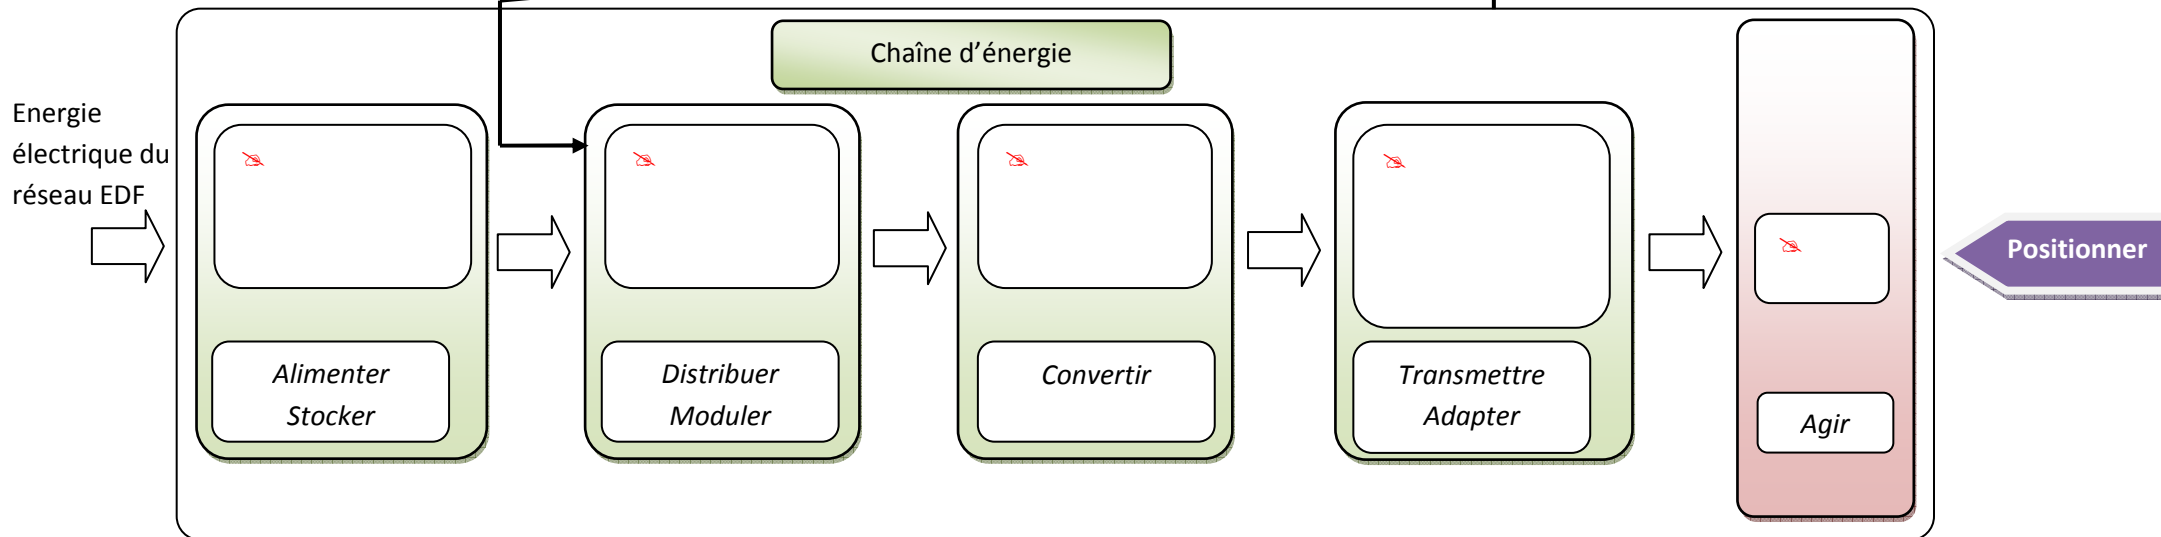 Chaîne d'énergie
Energie
électrique du
réseau EDF
Alimenter
Stocker
Distribuer
Moduler
Convertir
Transmettre
Adapter
Agir
Positionner